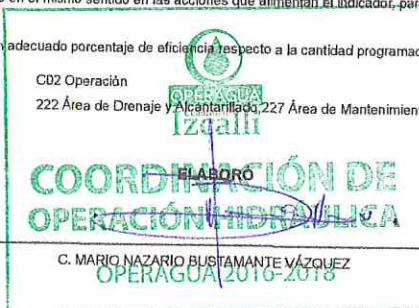 en el mismo sentido en las acciones que alimentan el indicador, par
adecuado porcentaje de eficiencia respecto a la cantidad programad
C02 Operación
222 Área de Drenaje y Alcantarillado,227 Área de Mantenimien
OPERAGUA
Izcalli
ELABORÓ
COORDINACIÓN DE
OPERACIÓN HIDRÁULICA
C. MARIO NAZARIO BUSTAMANTE VÁZQUEZ
OPERAGUA 2016-2018